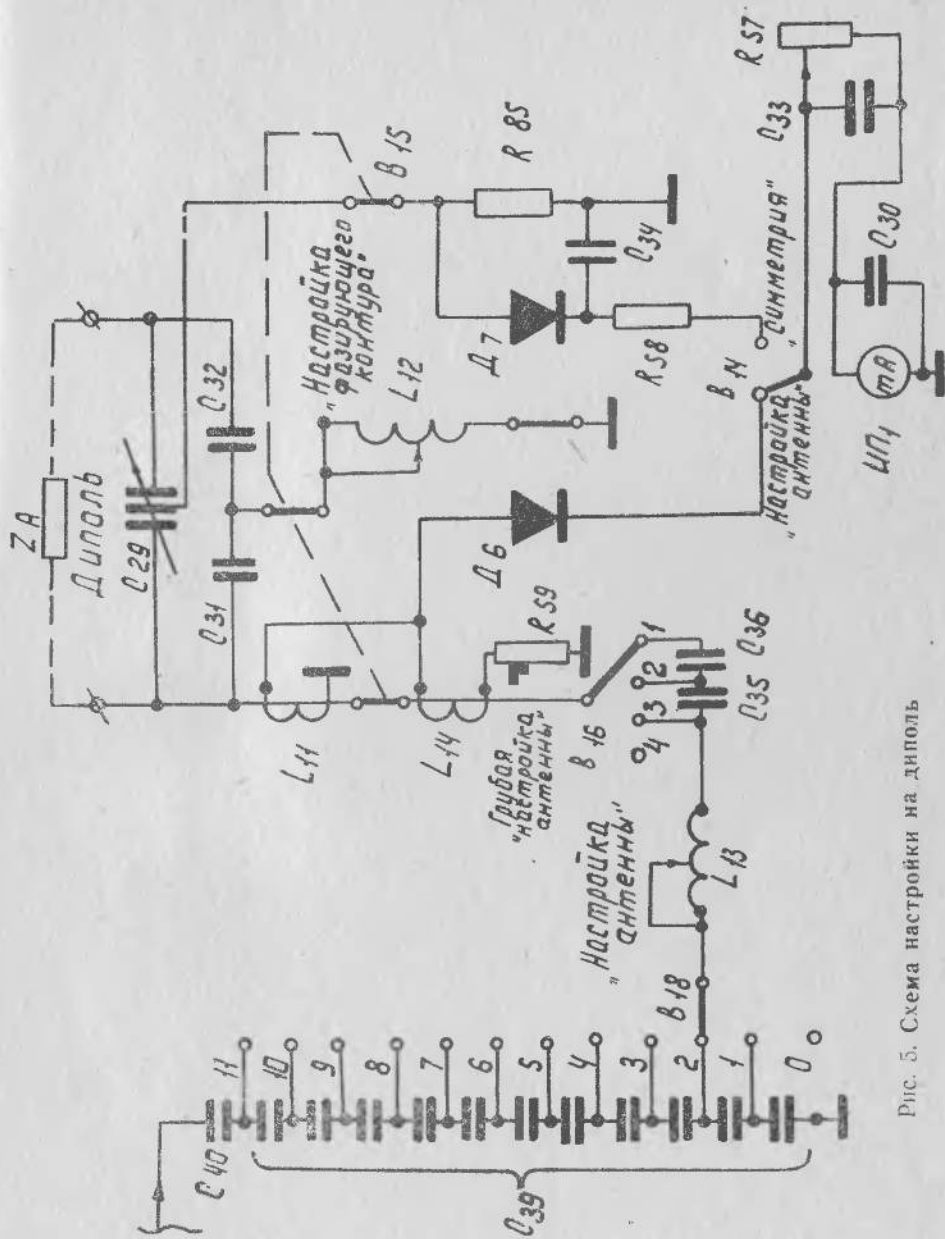 ZA
Диполь
C29
C31
C32
B15
R85
C34
Д7
R58
„Настройка
фазирующего
контура"
L12
L11
L14
R59
Д6
B14
„Симметрия"
„Настройка
антенны"
C33
R57
C30
mA
ИП1
Грубая
"настройка
антенны"
B16
1
2
3
4
C36
C35
„Настройка
антенны"
L13
B18
C40
C39
11
10
9
8
7
6
5
4
3
2
1
0
Рис. 5. Схема настройки на диполь